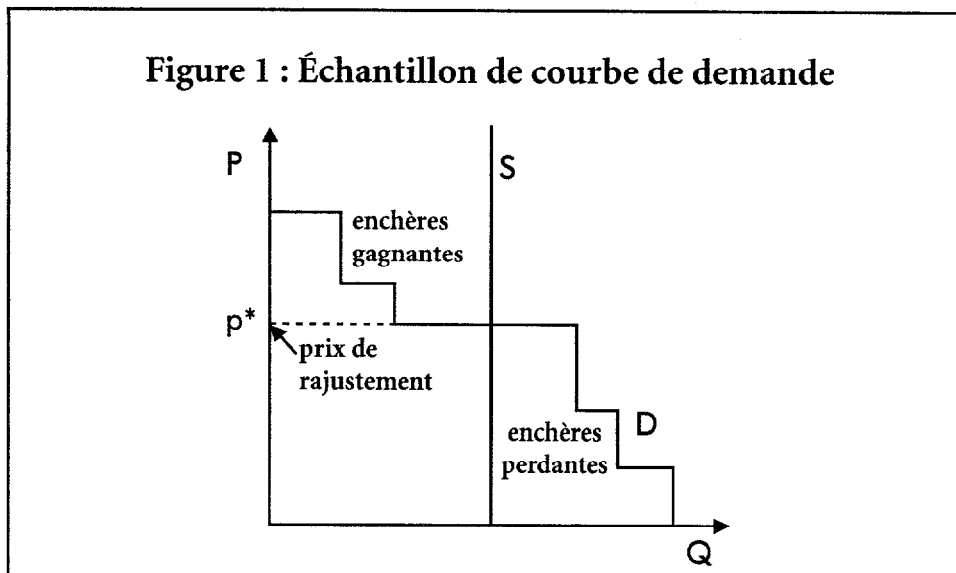 Figure 1 : Échantillon de courbe de demande
P
S
enchères
gagnantes
p*
prix de
rajustement
D
enchères
perdantes
Q